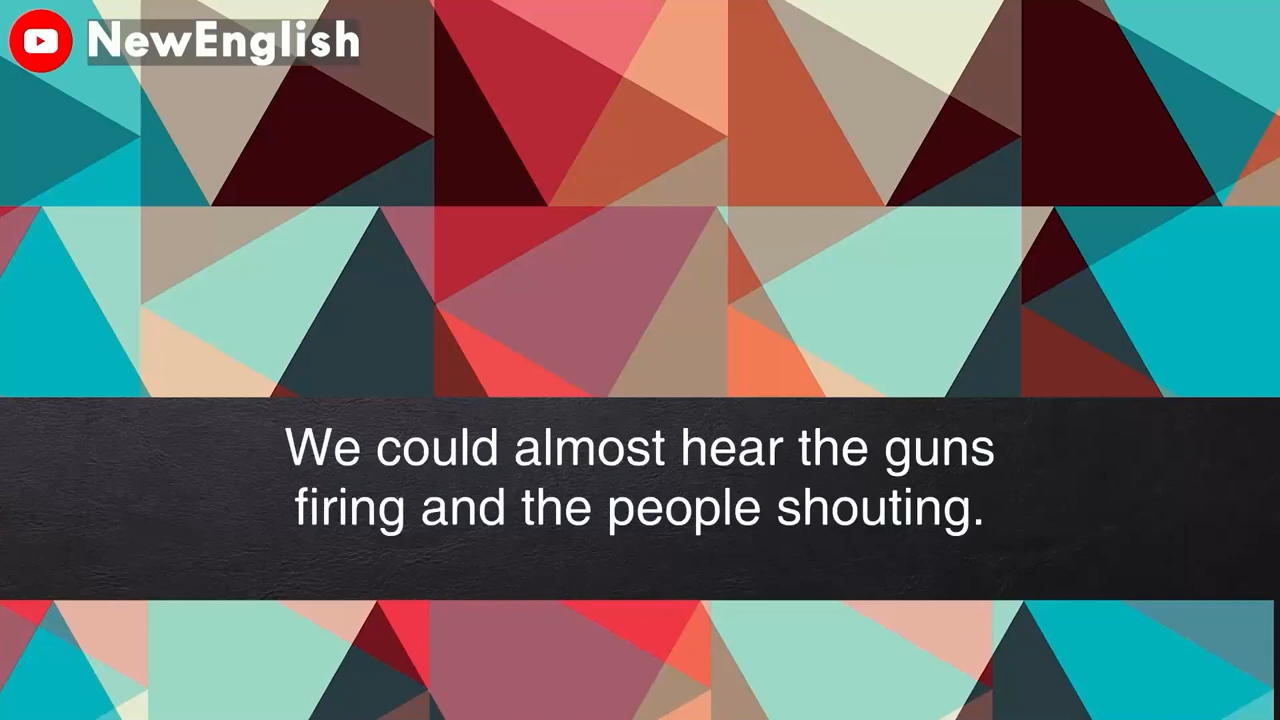 NewEnglish
We could almost hear the guns
firing and the people shouting.